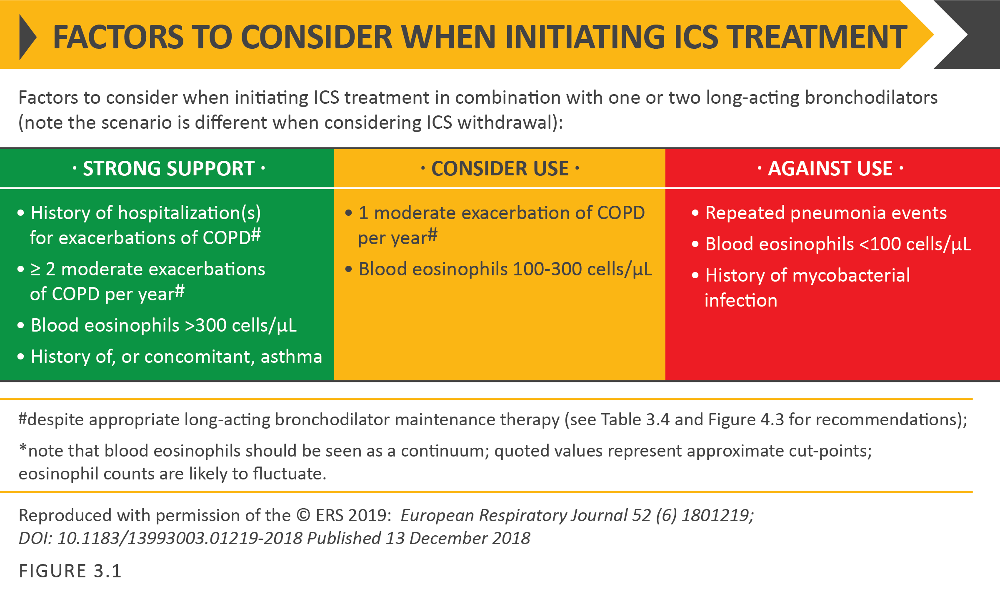 FACTORS TO CONSIDER WHEN INITIATING ICS TREATMENT
Factors to consider when initiating ICS treatment in combination with one or two long-acting bronchodilators
(note the scenario is different when considering ICS withdrawal):
· STRONG SUPPORT ·
• History of hospitalization(s)
for exacerbations of COPD#
• ≥ 2 moderate exacerbations
of COPD per year#
• Blood eosinophils >300 cells/µL
• History of, or concomitant, asthma
· CONSIDER USE ·
• 1 moderate exacerbation of COPD
per year#
• Blood eosinophils 100-300 cells/µL
· AGAINST USE ·
• Repeated pneumonia events
• Blood eosinophils <100 cells/µL
• History of mycobacterial
infection
#despite appropriate long-acting bronchodilator maintenance therapy (see Table 3.4 and Figure 4.3 for recommendations);
*note that blood eosinophils should be seen as a continuum; quoted values represent approximate cut-points;
eosinophil counts are likely to fluctuate.
Reproduced with permission of the © ERS 2019: European Respiratory Journal 52 (6) 1801219;
DOI: 10.1183/13993003.01219-2018 Published 13 December 2018
FIGURE 3.1